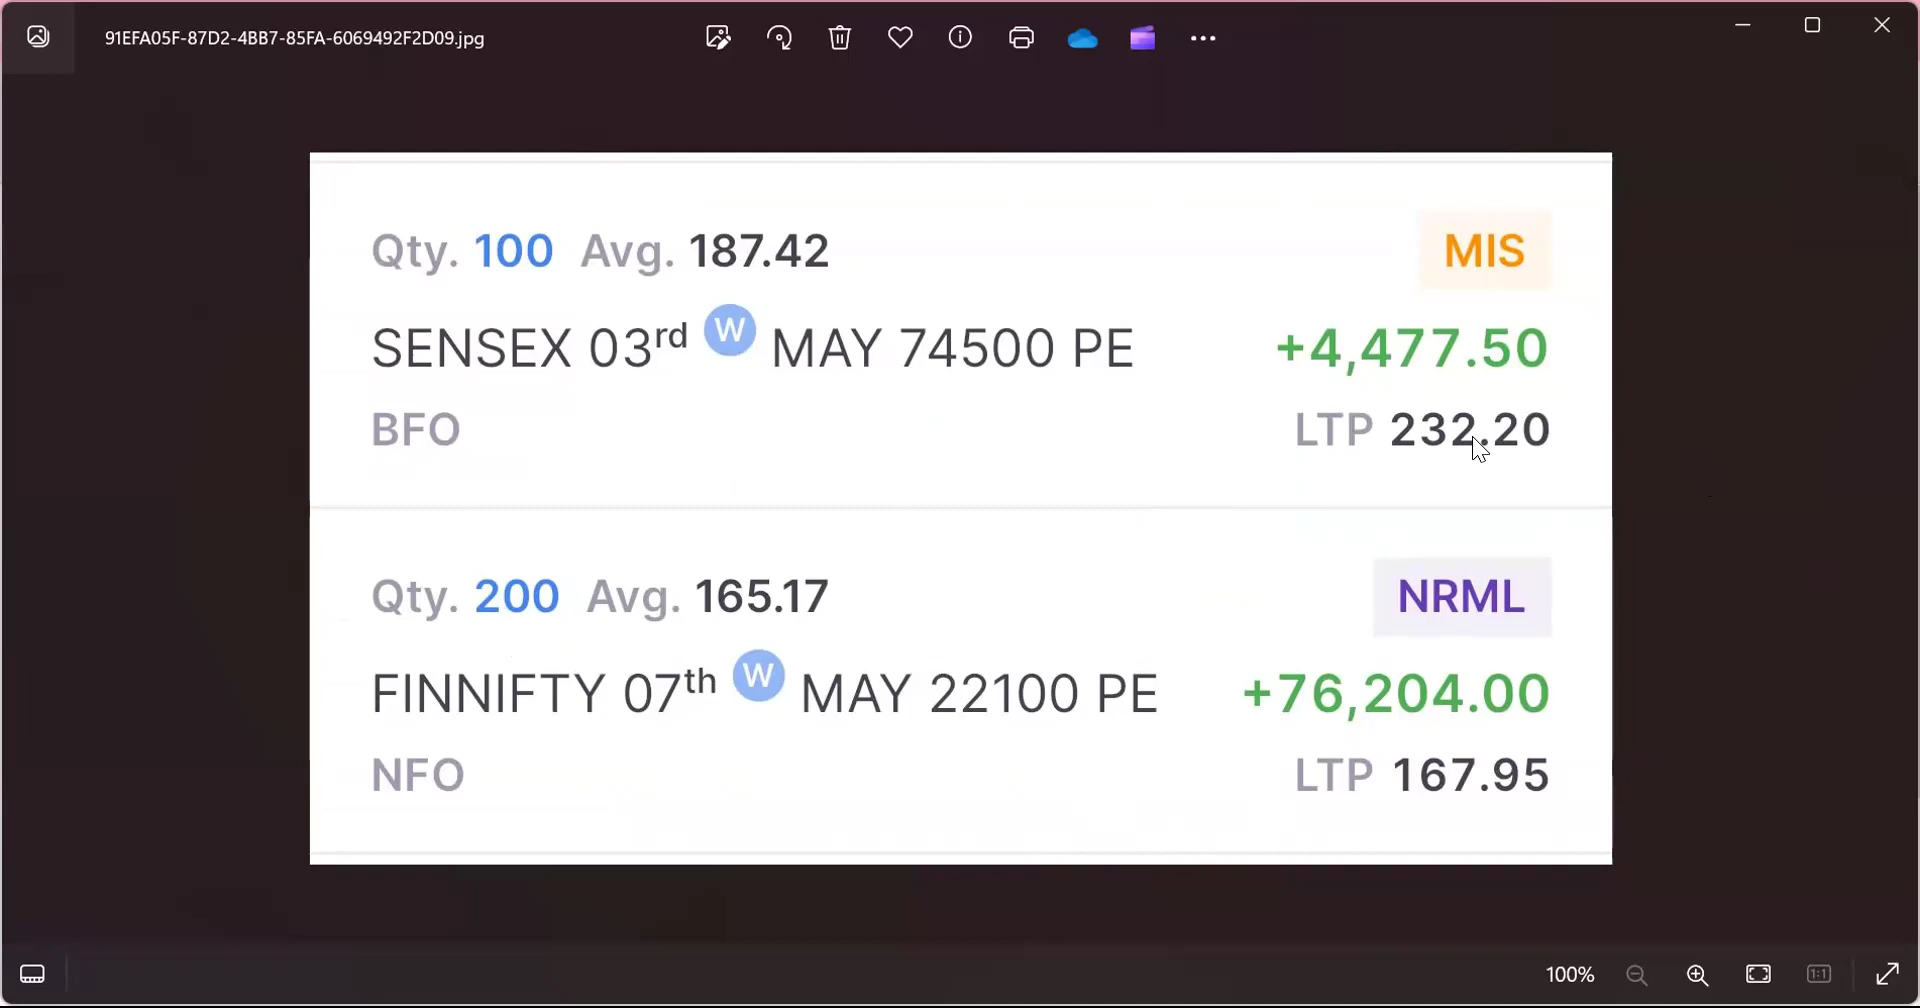 91EFA05F-87D2-4BB7-85FA-6069492F2D09.jpg
Qty. 100 Avg. 187.42 MIS
SENSEX 03rd W MAY 74500 PE +4,477.50
BFO LTP 232.20
Qty. 200 Avg. 165.17 NRML
FINNIFTY 07th W MAY 22100 PE +76,204.00
NFO LTP 167.95
100% 1:1